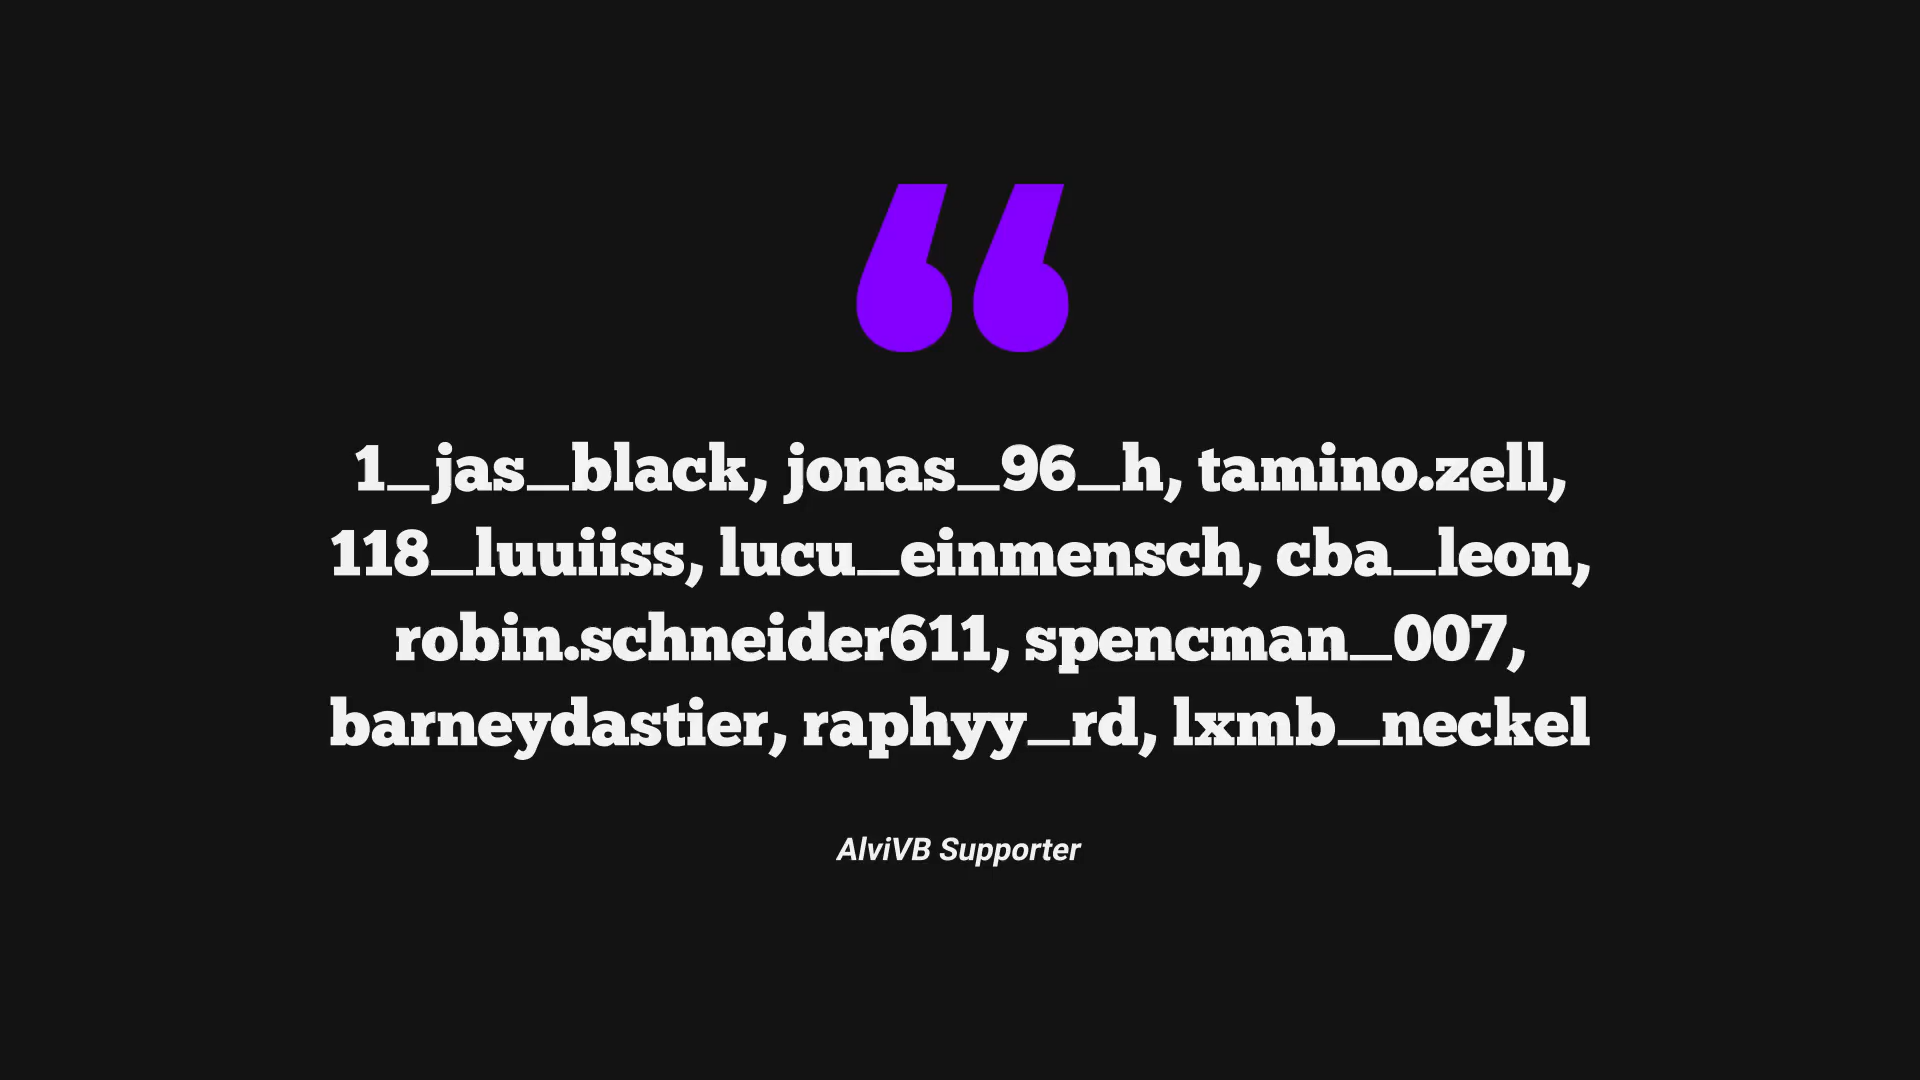 “
1_jas_black, jonas_96_h, tamino.zell,
118_luuiiss, lucu_einmensch, cba_leon,
robin.schneider611, spencman_007,
barneydastier, raphyy_rd, lxmb_neckel
AlviVB Supporter